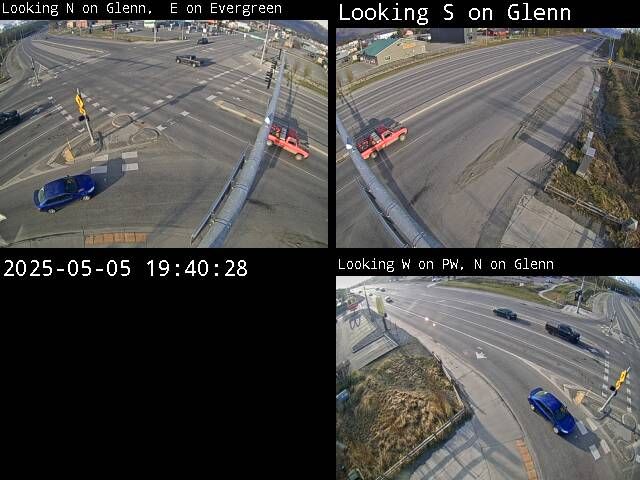 Looking N on Glenn, E on Evergreen
Looking S on Glenn
2025-05-05 19:40:28
Looking W on PW, N on Glenn